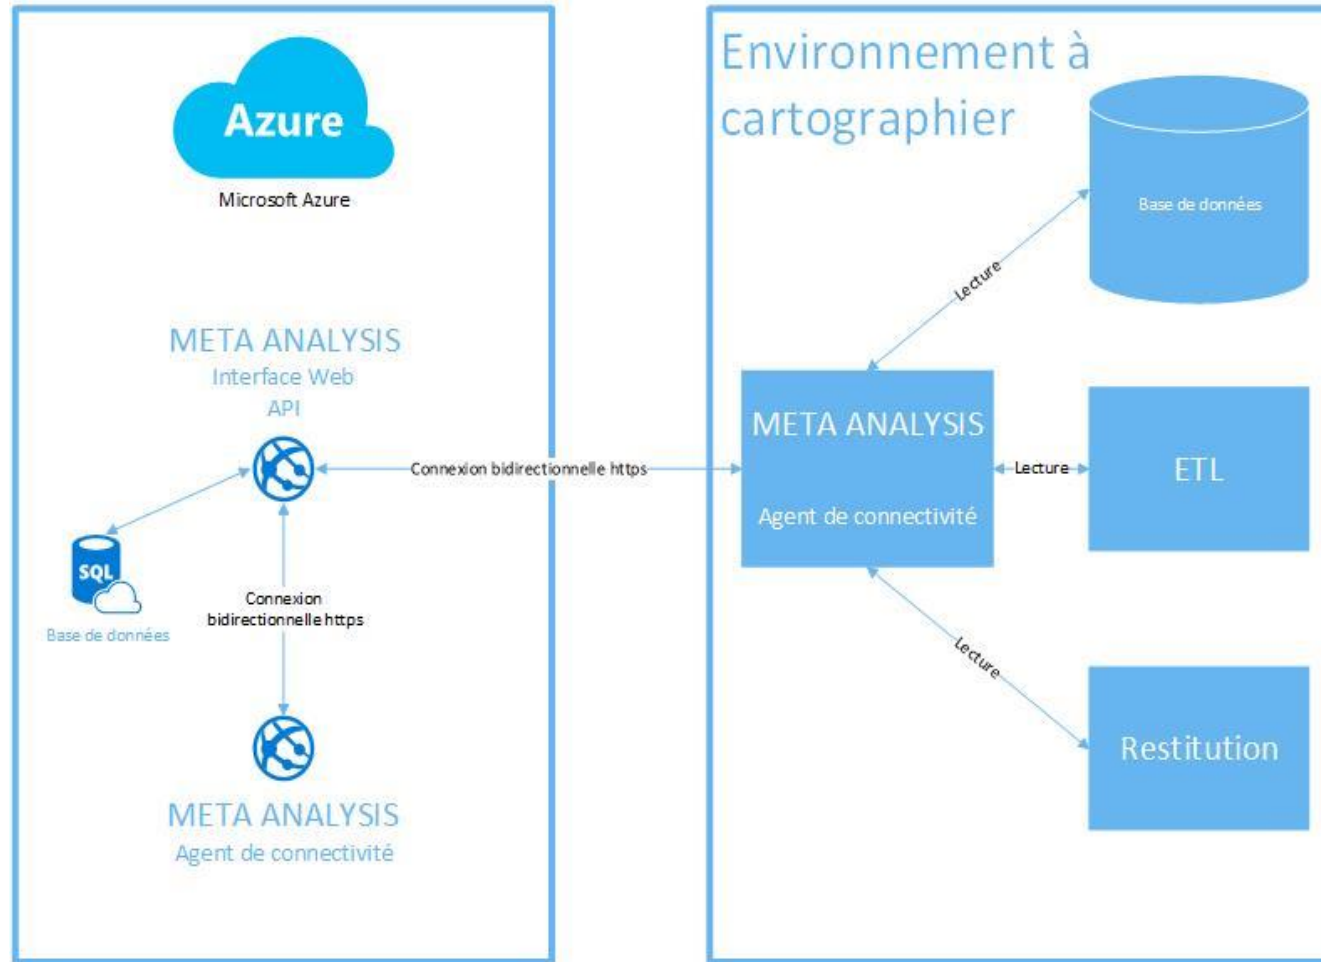 Azure
Microsoft Azure
META ANALYSIS
Interface Web
API
Connexion bidirectionnelle https
SQL
Base de données
Connexion
bidirectionnelle https
META ANALYSIS
Agent de connectivité
Environnement à
cartographier
Base de données
Lecture
META ANALYSIS
Agent de connectivité
Lecture
ETL
Lecture
Restitution